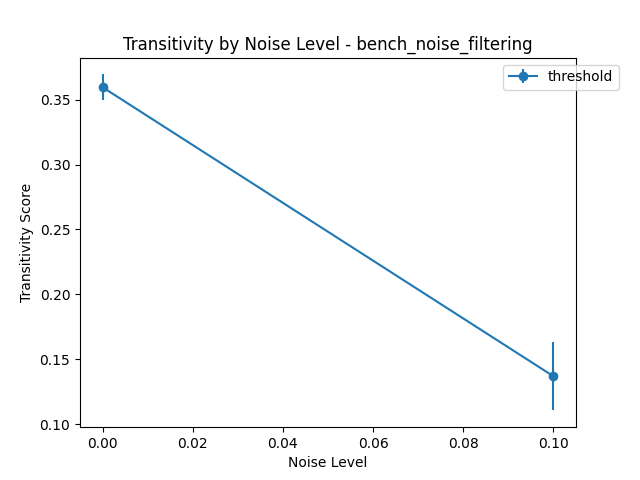 Transitivity by Noise Level - bench_noise_filtering
threshold
Transitivity Score
0.35
0.30
0.25
0.20
0.15
0.10
0.00 0.02 0.04 0.06 0.08 0.10
Noise Level